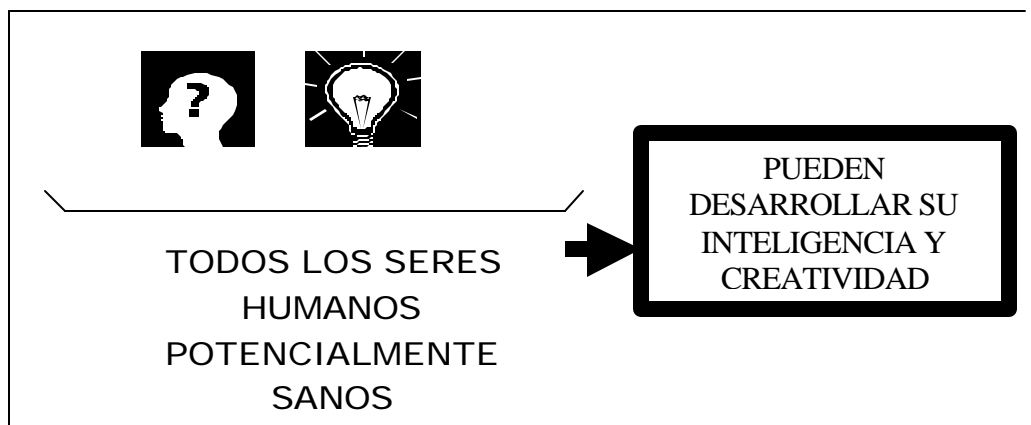 ?
TODOS LOS SERES
HUMANOS
POTENCIALMENTE
SANOS
PUEDEN
DESARROLLAR SU
INTELIGENCIA Y
CREATIVIDAD